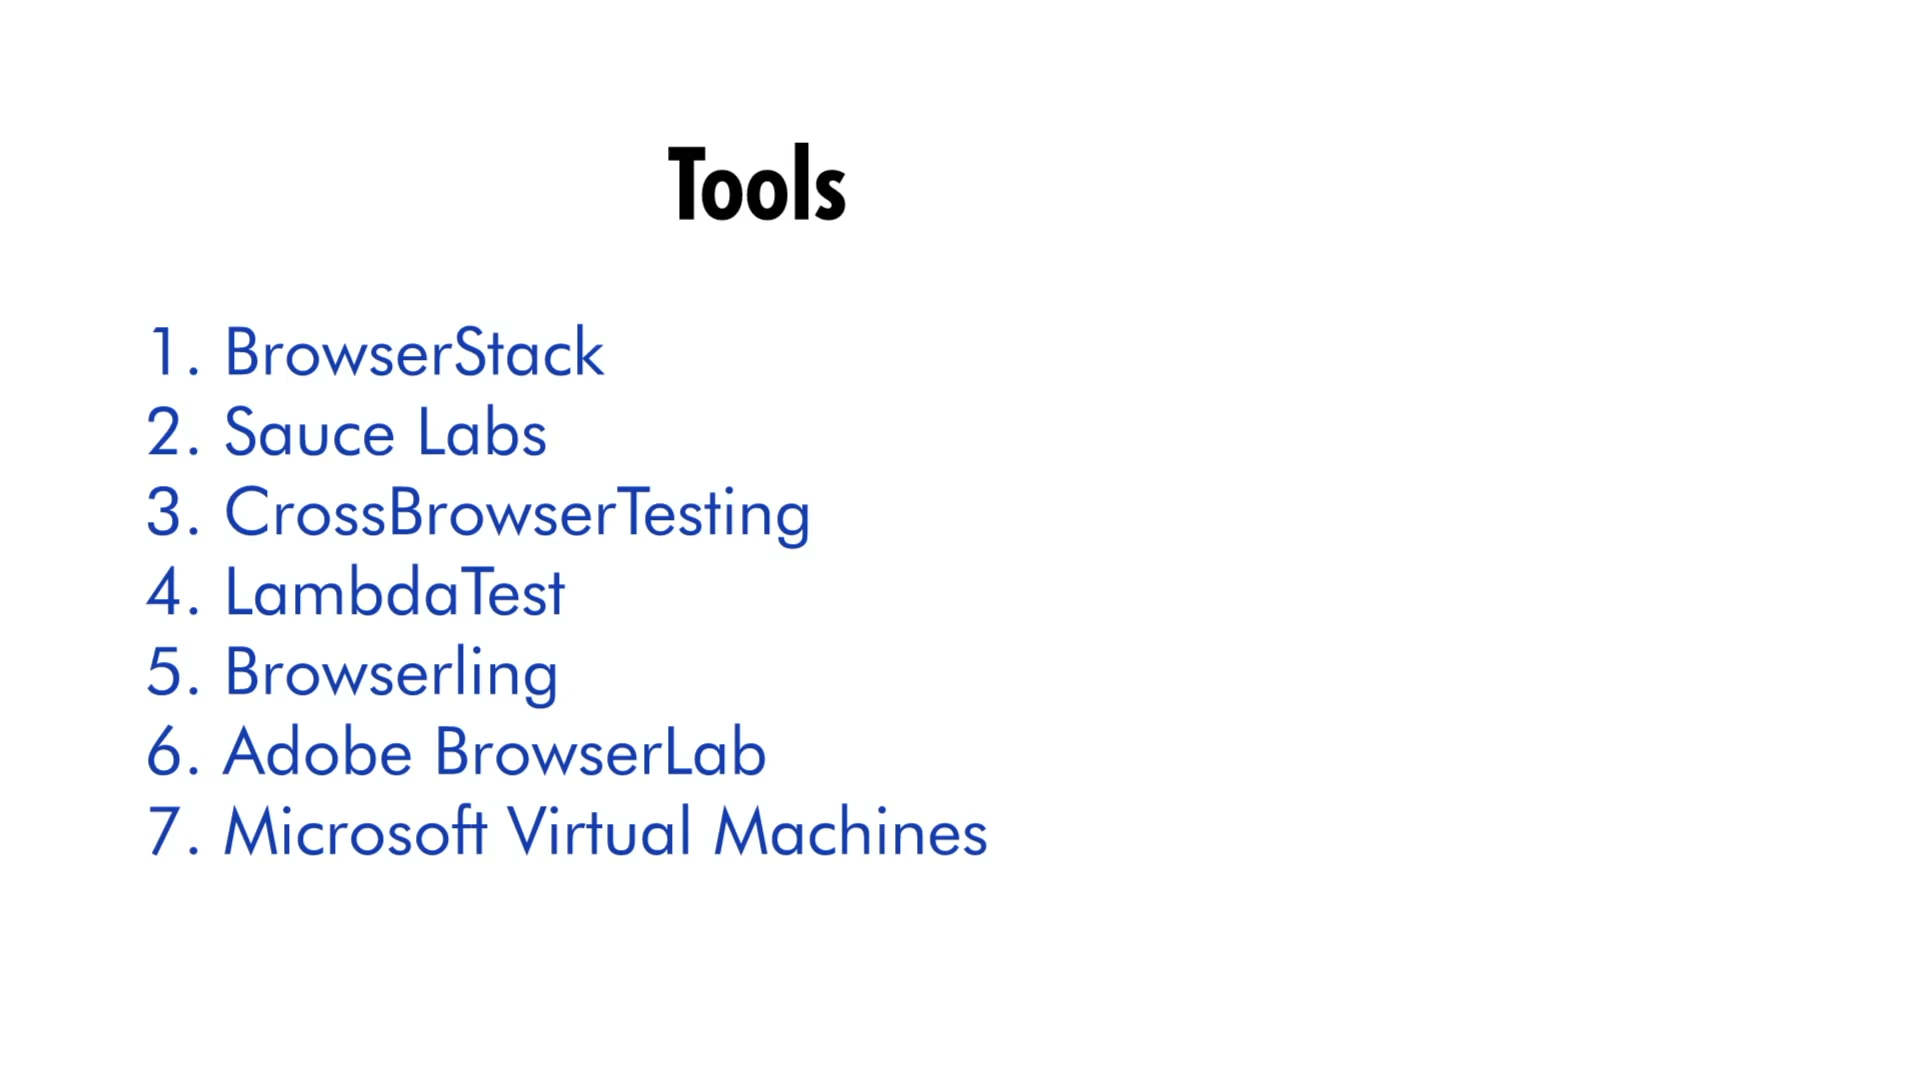 Tools
1. BrowserStack
2. Sauce Labs
3. CrossBrowserTesting
4. LambdaTest
5. Browserling
6. Adobe BrowserLab
7. Microsoft Virtual Machines